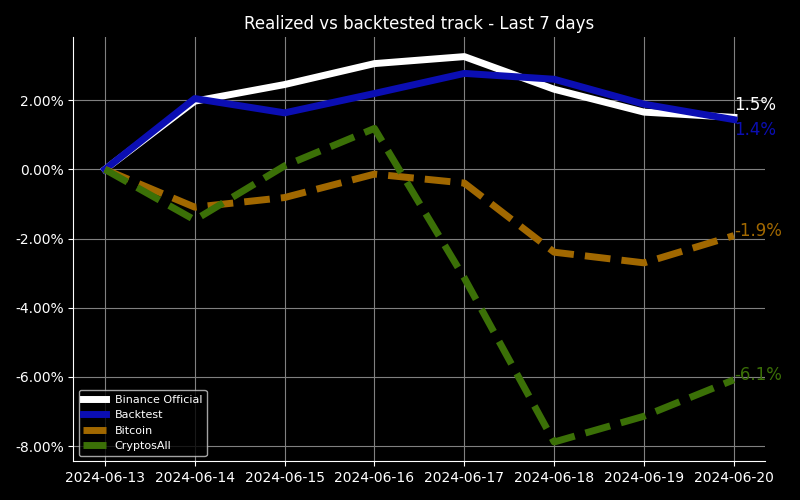 Realized vs backtested track - Last 7 days
2.00%
0.00%
-2.00%
-4.00%
-6.00%
-8.00%
1.5%
1.4%
-1.9%
-6.1%
Binance Official
Backtest
Bitcoin
CryptosAll
2024-06-13 2024-06-14 2024-06-15 2024-06-16 2024-06-17 2024-06-18 2024-06-19 2024-06-20